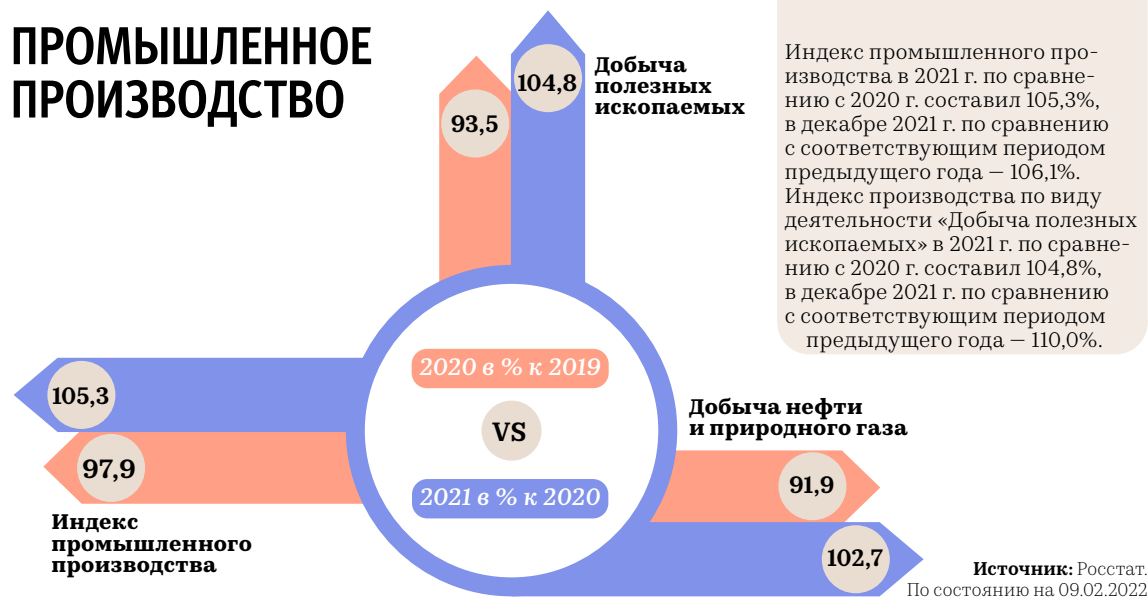 ПРОМЫШЛЕННОЕ
ПРОИЗВОДСТВО
93,5
104,8
Добыча
полезных
ископаемых
Индекс промышленного про-
изводства в 2021 г. по сравне-
нию с 2020 г. составил 105,3%,
в декабре 2021 г. по сравнению
с соответствующим периодом
предыдущего года — 106,1%.
Индекс производства по виду
деятельности «Добыча полезных
ископаемых» в 2021 г. по сравне-
нию с 2020 г. составил 104,8%,
в декабре 2021 г. по сравнению
с соответствующим периодом
предыдущего года — 110,0%.
105,3
97,9
Индекс
промышленного
производства
2020 в % к 2019
VS
2021 в % к 2020
Добыча нефти
и природного газа
91,9
102,7
Источник: Росстат.
По состоянию на 09.02.2022